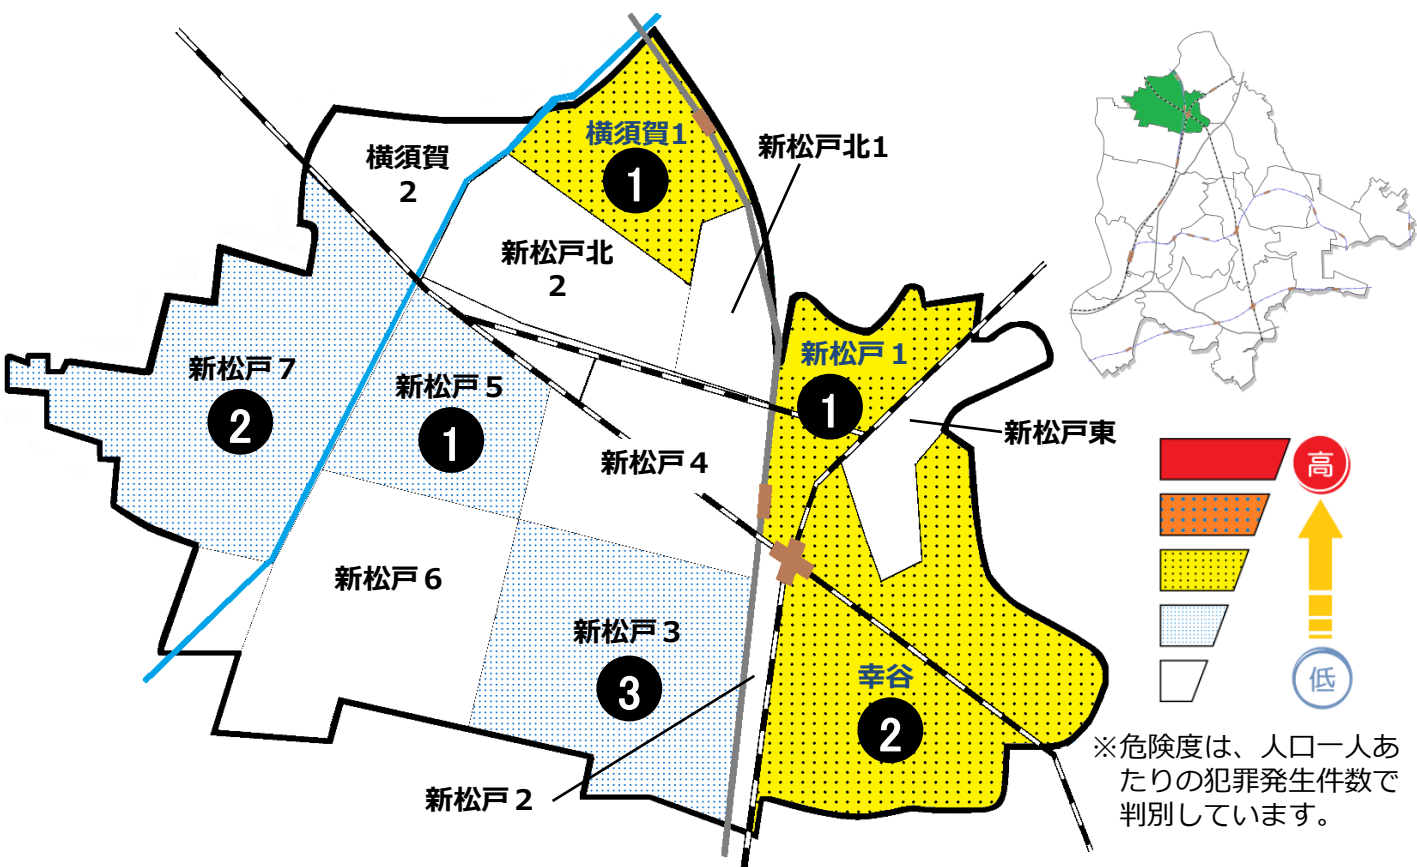 横須賀1
1
新松戸北1
横須賀
2
新松戸北
2
新松戸1
1
新松戸7
2
新松戸5
1
新松戸東
新松戸4
高
新松戸6
新松戸3
3
幸谷
2
低
新松戸2
※危険度は、人口一人あ
たりの犯罪発生件数で
判別しています。